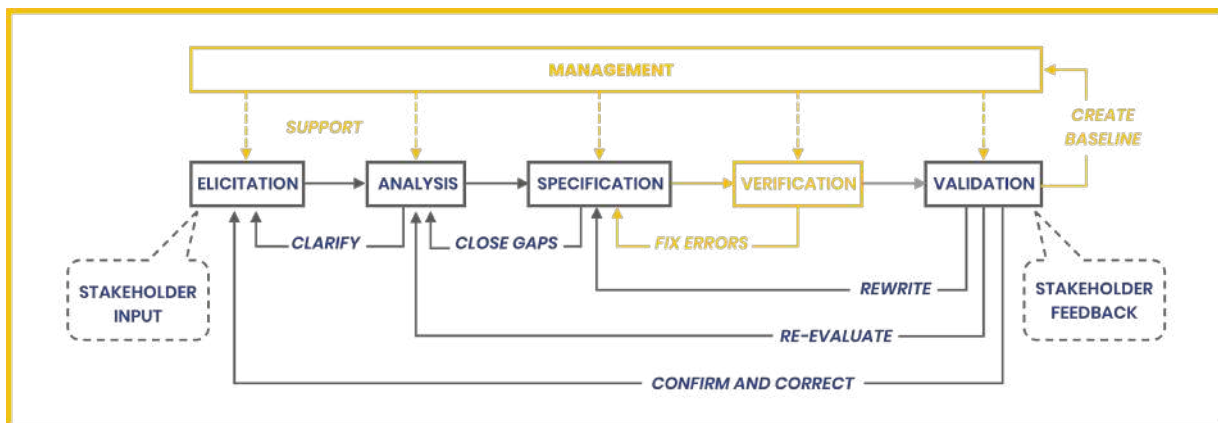 MANAGEMENT
SUPPORT
CREATE
BASELINE
ELICITATION
ANALYSIS
SPECIFICATION
VERIFICATION
VALIDATION
CLARIFY
CLOSE GAPS
FIX ERRORS
STAKEHOLDER
INPUT
REWRITE
STAKEHOLDER
FEEDBACK
RE-EVALUATE
CONFIRM AND CORRECT